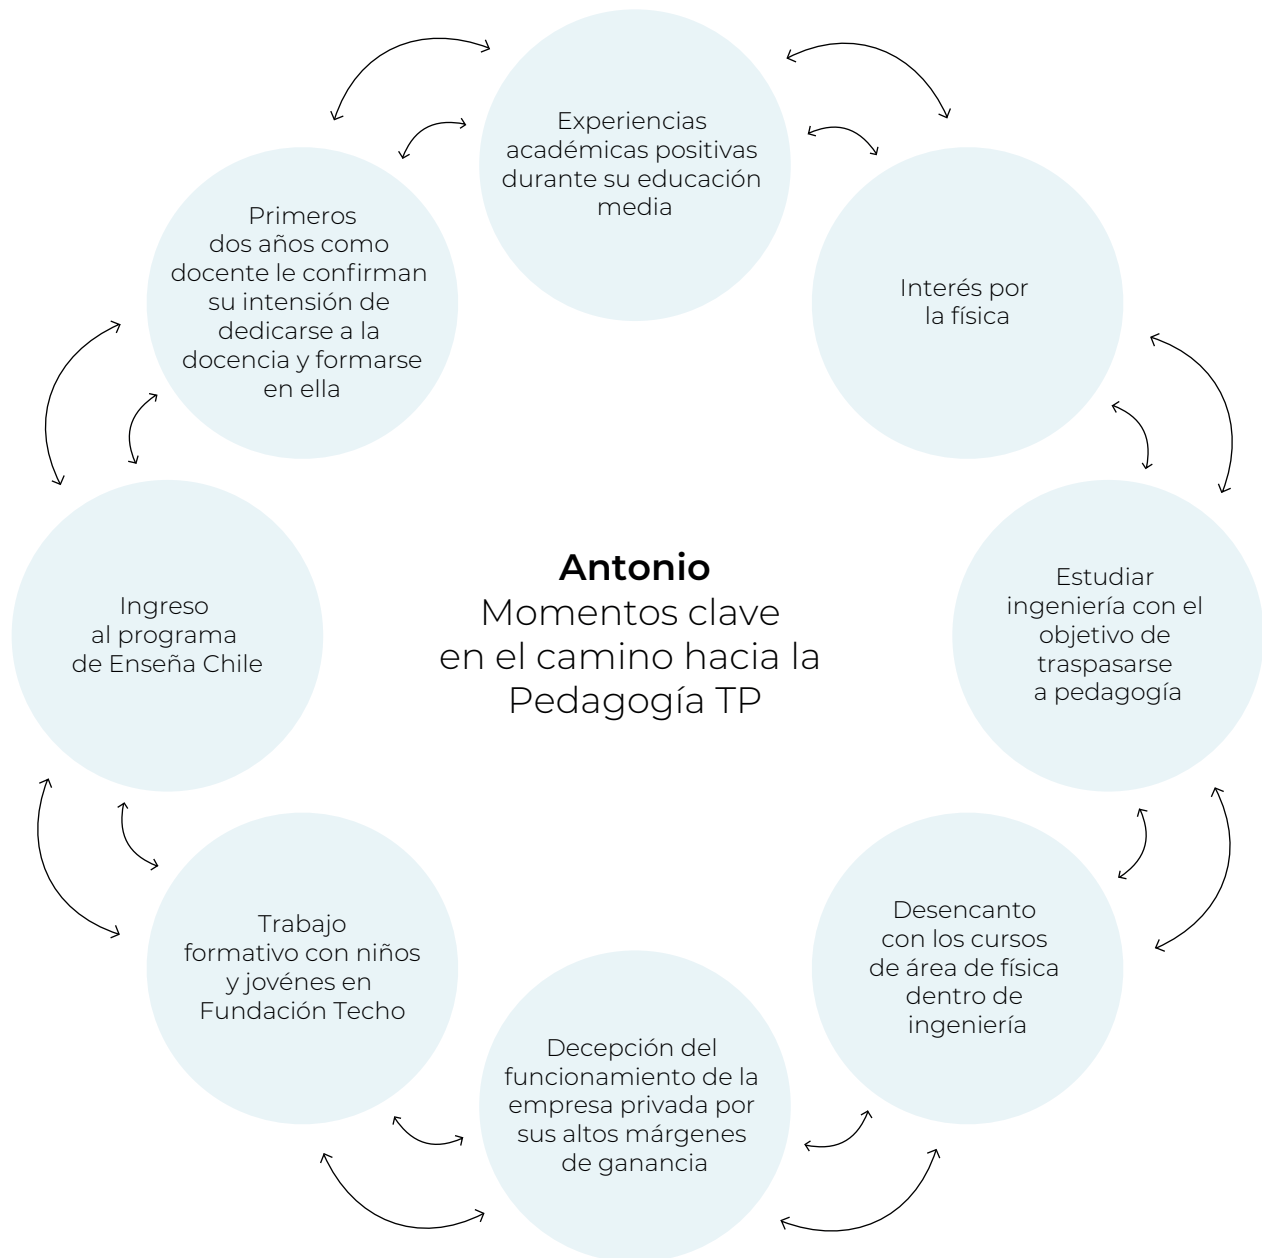 Experiencias
académicas positivas
durante su educación
media
Interés por
la física
Estudiar
ingeniería con el
objetivo de
traspasarse
a pedagogía
Desencanto
con los cursos
de área de física
dentro de
ingeniería
Decepción del
funcionamiento de la
empresa privada por
sus altos márgenes
de ganancia
Trabajo
formativo con niños
y jovénes en
Fundación Techo
Ingreso
al programa
de Enseña Chile
Primeros
dos años como
docente le confirman
su intensión de
dedicarse a la
docencia y formarse
en ella
Antonio
Momentos clave
en el camino hacia la
Pedagogía TP